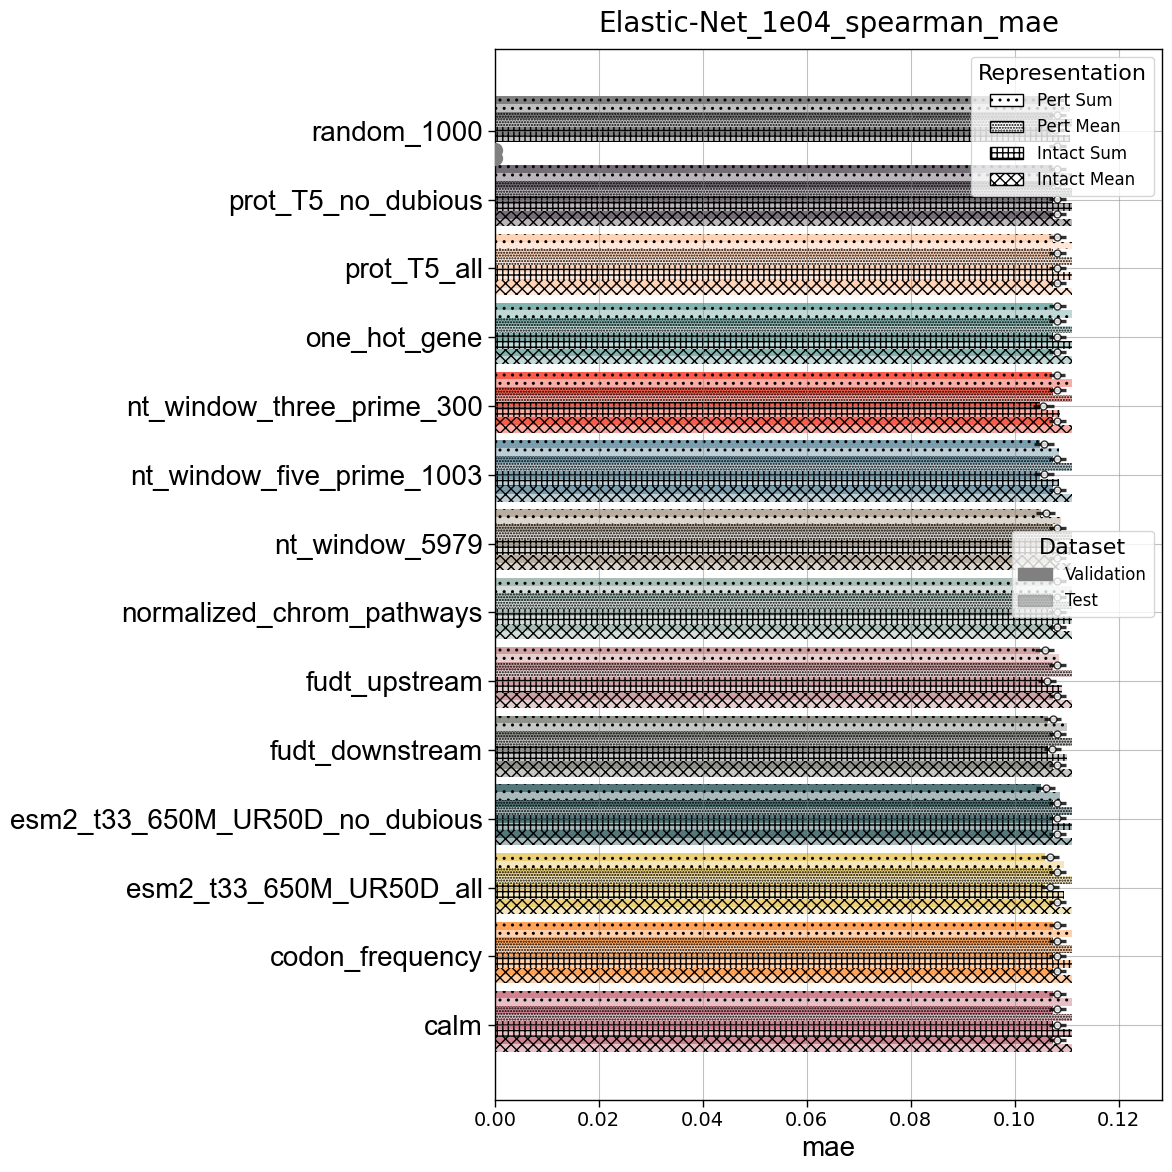 Elastic-Net_1e04_spearman_mae
Representation
Pert Sum
Pert Mean
Intact Sum
Intact Mean
random_1000
prot_T5_no_dubious
prot_T5_all
one_hot_gene
nt_window_three_prime_300
nt_window_five_prime_1003
nt_window_5979
Dataset
Validation
Test
normalized_chrom_pathways
fudt_upstream
fudt_downstream
esm2_t33_650M_UR50D_no_dubious
esm2_t33_650M_UR50D_all
codon_frequency
calm
0.00 0.02 0.04 0.06 0.08 0.10 0.12
mae